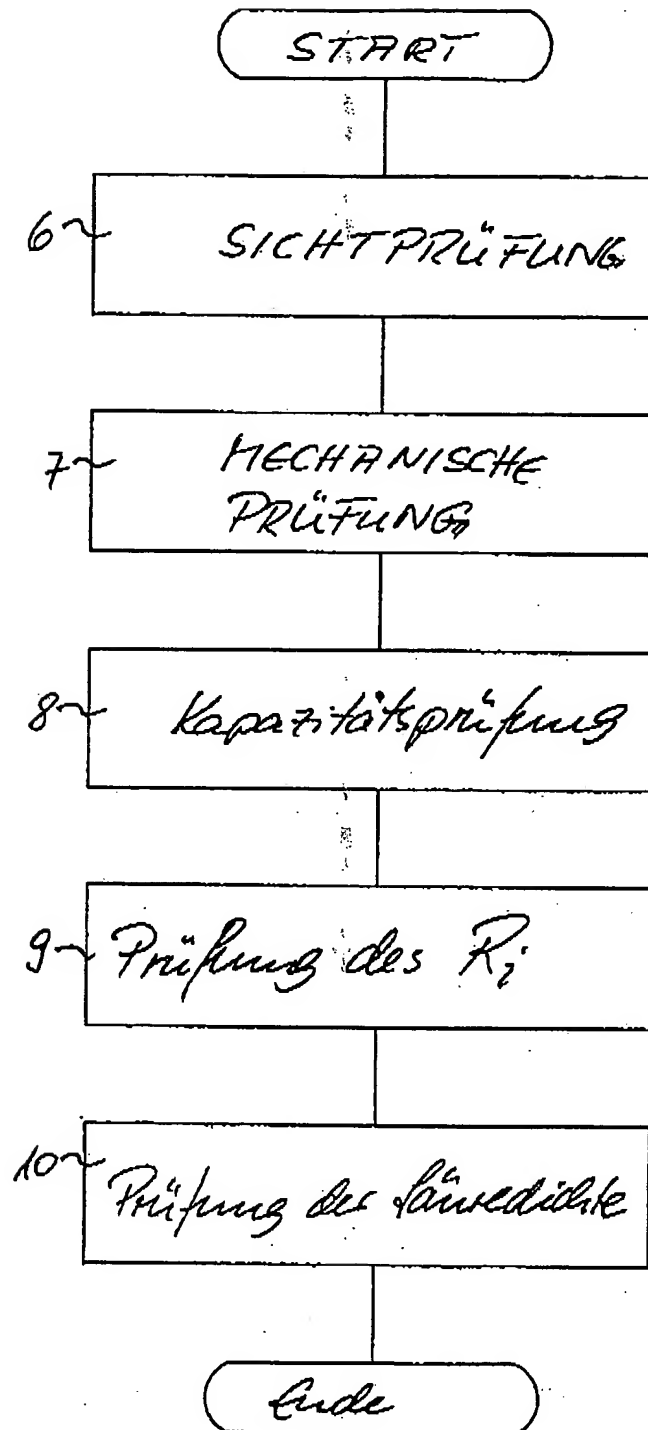 START
6 SICHTPRÜFUNG
7 MECHANISCHE
PRÜFUNG
8 Kapazitätsprüfung
9 Prüfung des Ri
10 Prüfung der Säuredichte
Ende